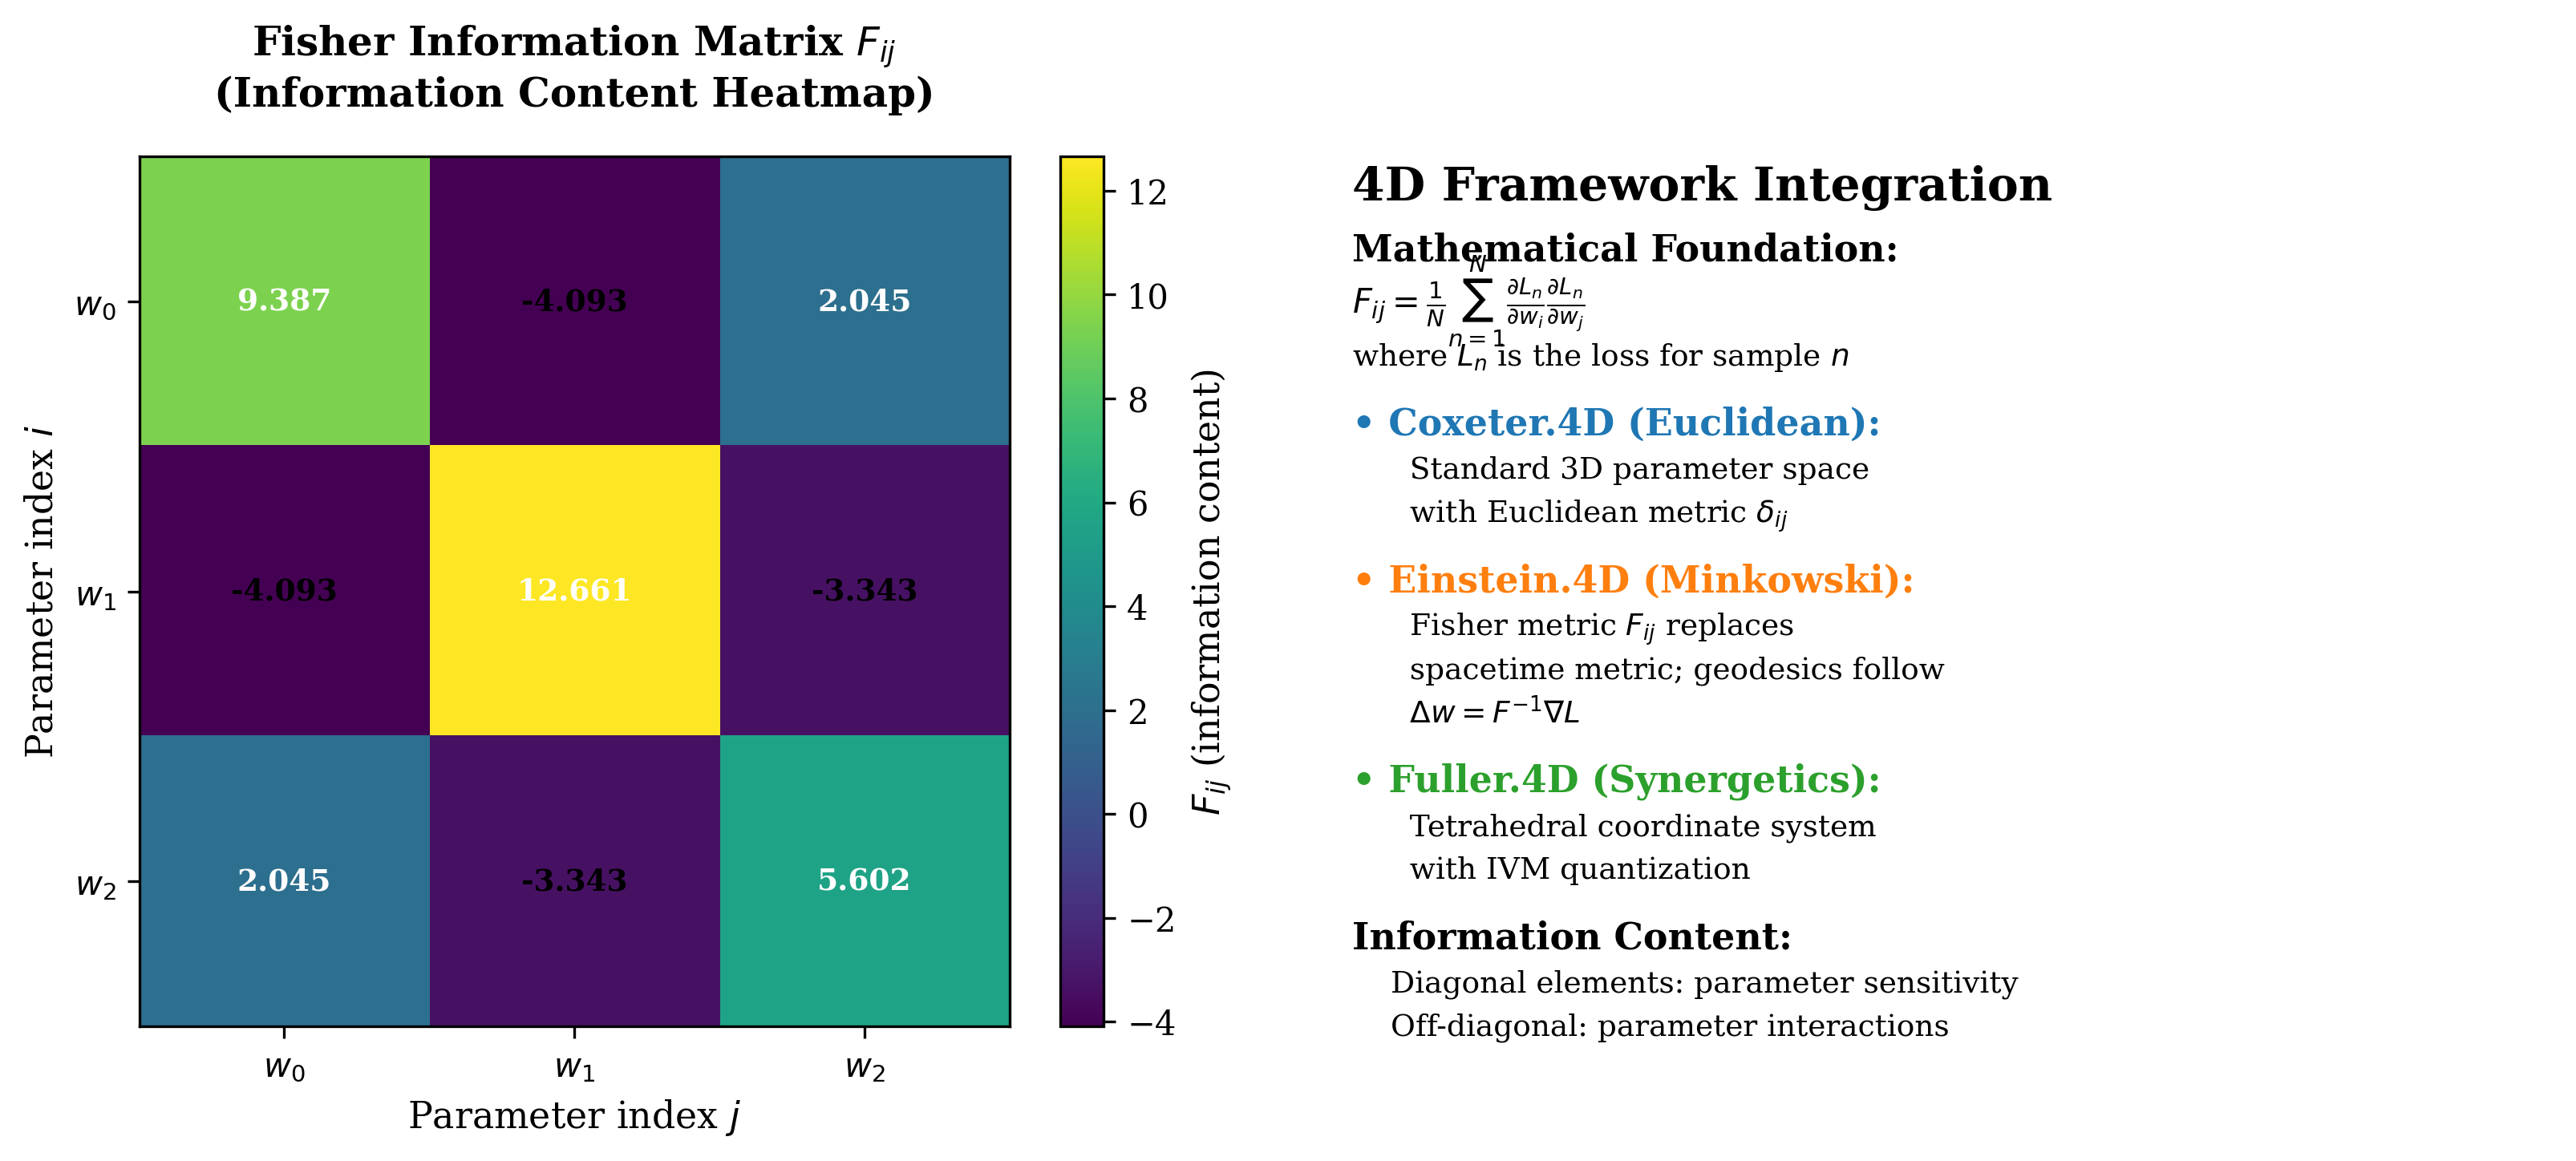 Fisher Information Matrix $F_{ij}$
(Information Content Heatmap)
Parameter index $i$
$w_0$
9.387
-4.093
2.045
$w_1$
-4.093
12.661
-3.343
$w_2$
2.045
-3.343
5.602
$w_0$
$w_1$
$w_2$
Parameter index $j$
12
10
8
6
4
2
0
−2
−4
$F_{ij}$ (information content)
4D Framework Integration
Mathematical Foundation:
$F_{ij} = \frac{1}{N} \sum_{n=1}^{N} \frac{\partial L_n}{\partial w_i} \frac{\partial L_n}{\partial w_j}$
where $L_n$ is the loss for sample $n$
• Coxeter.4D (Euclidean):
Standard 3D parameter space
with Euclidean metric $\delta_{ij}$
• Einstein.4D (Minkowski):
Fisher metric $F_{ij}$ replaces
spacetime metric; geodesics follow
$\Delta w = F^{-1} \nabla L$
• Fuller.4D (Synergetics):
Tetrahedral coordinate system
with IVM quantization
Information Content:
Diagonal elements: parameter sensitivity
Off-diagonal: parameter interactions